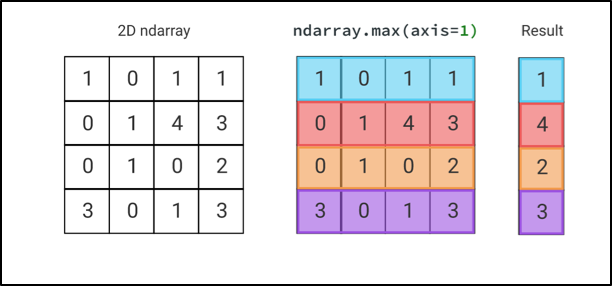 2D ndarray ndarray.max(axis=1) Result
1 0 1 1 1 0 1 1 1
0 1 4 3 0 1 4 3 4
0 1 0 2 0 1 0 2 2
3 0 1 3 3 0 1 3 3